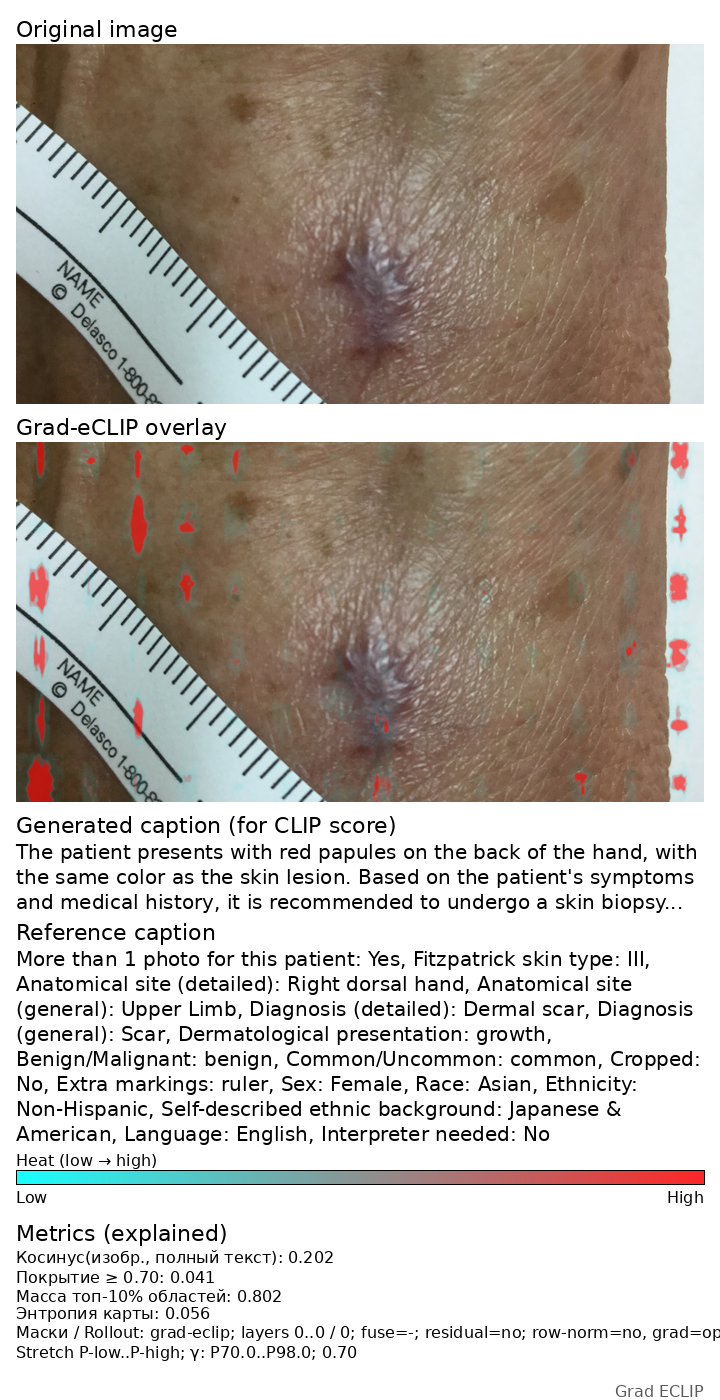 Original image
NAME
© Delasco 1-800-8
Grad-eCLIP overlay
NAME
© Delasco 1-800-8
Generated caption (for CLIP score)
The patient presents with red papules on the back of the hand, with
the same color as the skin lesion. Based on the patient's symptoms
and medical history, it is recommended to undergo a skin biopsy...
Reference caption
More than 1 photo for this patient: Yes, Fitzpatrick skin type: III,
Anatomical site (detailed): Right dorsal hand, Anatomical site
(general): Upper Limb, Diagnosis (detailed): Dermal scar, Diagnosis
(general): Scar, Dermatological presentation: growth,
Benign/Malignant: benign, Common/Uncommon: common, Cropped:
No, Extra markings: ruler, Sex: Female, Race: Asian, Ethnicity:
Non-Hispanic, Self-described ethnic background: Japanese &
American, Language: English, Interpreter needed: No
Heat (low → high)
Low High
Metrics (explained)
Косинус(изобр., полный текст): 0.202
Покрытие ≥ 0.70: 0.041
Масса топ-10% областей: 0.802
Энтропия карты: 0.056
Маски / Rollout: grad-eclip; layers 0..0 / 0; fuse=-; residual=no; row-norm=no, grad=op
Stretch P-low..P-high; γ: P70.0..P98.0; 0.70
Grad ECLIP